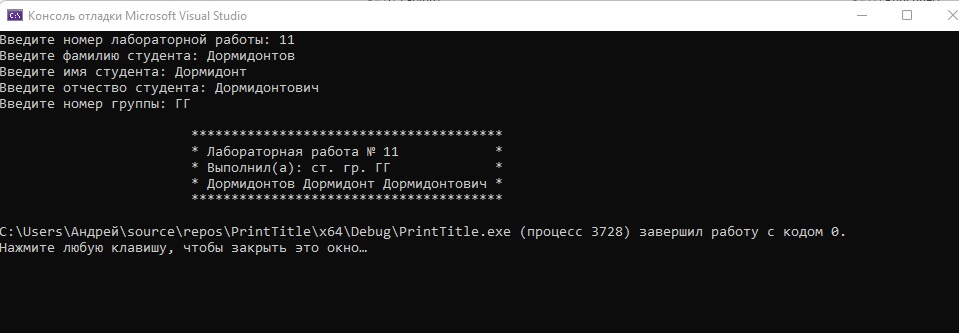 Консоль отладки Microsoft Visual Studio
Введите номер лабораторной работы: 11
Введите фамилию студента: Дормидонтов
Введите имя студента: Дормидонт
Введите отчество студента: Дормидонтович
Введите номер группы: ГГ
***************************************
* Лабораторная работа № 11            *
* Выполнил(а): ст. гр. ГГ             *
* Дормидонтов Дормидонт Дормидонтович *
***************************************
C:\Users\Андрей\source\repos\PrintTitle\x64\Debug\PrintTitle.exe (процесс 3728) завершил работу с кодом 0.
Нажмите любую клавишу, чтобы закрыть это окно…